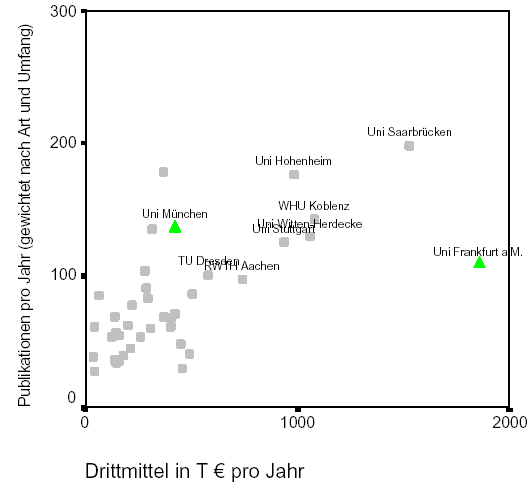 300
200
100
0
Publikationen pro Jahr (gewichtet nach Art und Umfang)
Uni Saarbrücken
Uni Hohenheim
WHU Koblenz
Uni München
Uni Witten-Herdecke
Uni Stuttgart
Uni Frankfurt a.M.
TU Dresden
RWTH Aachen
0
1000
2000
Drittmittel in T € pro Jahr